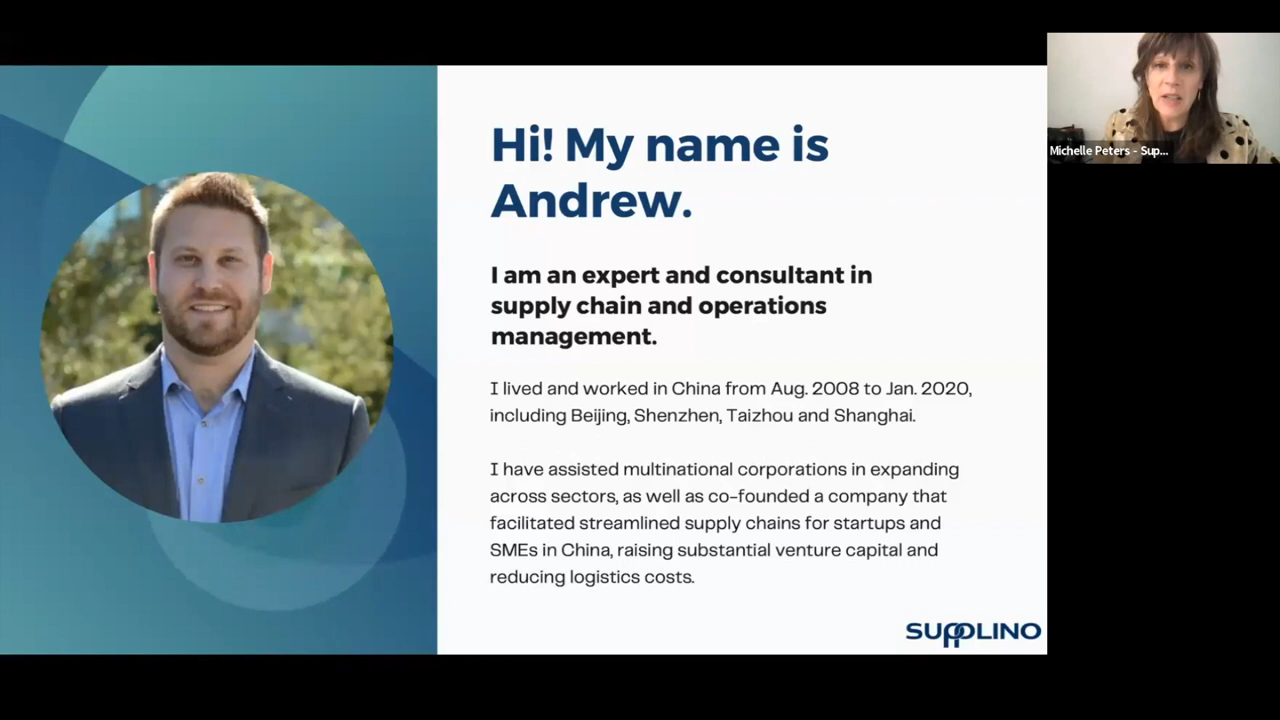 Hi! My name is
Andrew.
I am an expert and consultant in
supply chain and operations
management.
I lived and worked in China from Aug. 2008 to Jan. 2020,
including Beijing, Shenzhen, Taizhou and Shanghai.
I have assisted multinational corporations in expanding
across sectors, as well as co-founded a company that
facilitated streamlined supply chains for startups and
SMEs in China, raising substantial venture capital and
reducing logistics costs.
SUPPLINO
Michelle Peters - Sup...